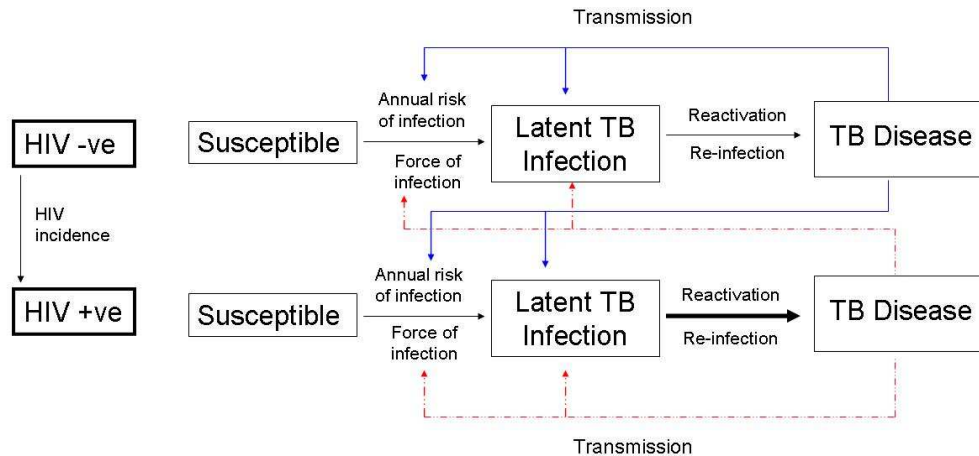 Transmission
Annual risk
of infection
Reactivation
HIV -ve
Susceptible
Latent TB
Infection
TB Disease
Force of
infection
Re-infection
HIV
incidence
Annual risk
of infection
Reactivation
HIV +ve
Susceptible
Latent TB
Infection
TB Disease
Force of
infection
Re-infection
Transmission